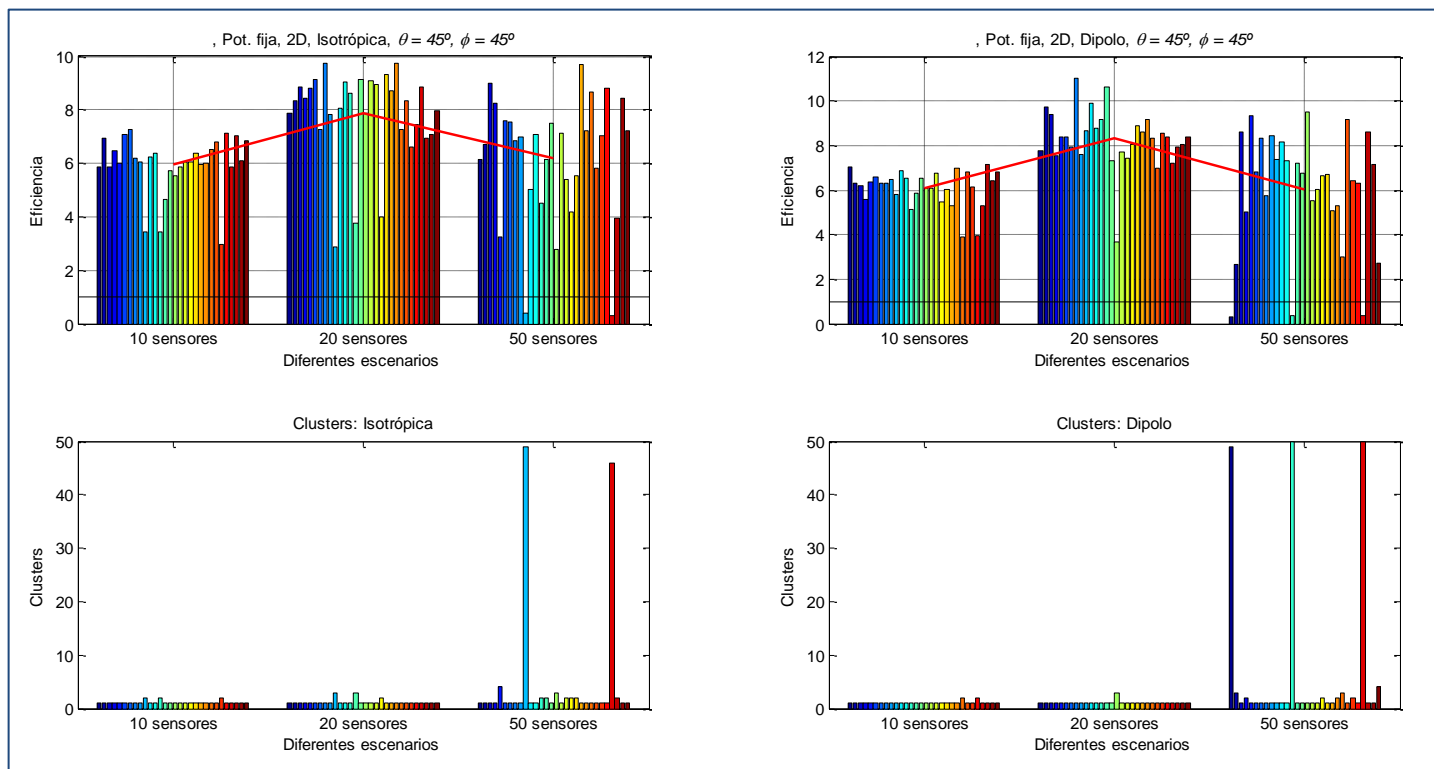 , Pot. fija, 2D, Isotrópica, θ = 45º, ϕ = 45º
10
8
6
4
2
0
Eficiencia
10 sensores
20 sensores
50 sensores
Diferentes escenarios
, Pot. fija, 2D, Dipolo, θ = 45º, ϕ = 45º
12
10
8
6
4
2
0
Eficiencia
10 sensores
20 sensores
50 sensores
Diferentes escenarios
Clusters: Isotrópica
50
40
30
20
10
0
Clusters
10 sensores
20 sensores
50 sensores
Diferentes escenarios
Clusters: Dipolo
50
40
30
20
10
0
Clusters
10 sensores
20 sensores
50 sensores
Diferentes escenarios